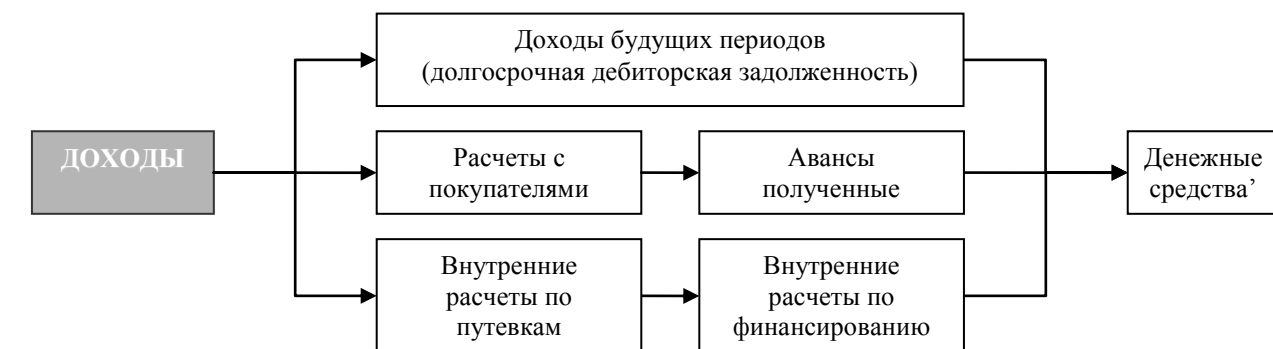 Доходы будущих периодов
(долгосрочная дебиторская задолженность)
ДОХОДЫ
Расчеты с
покупателями
Авансы
полученные
Денежные
средства’
Внутренние
расчеты по
путевкам
Внутренние
расчеты по
финансированию